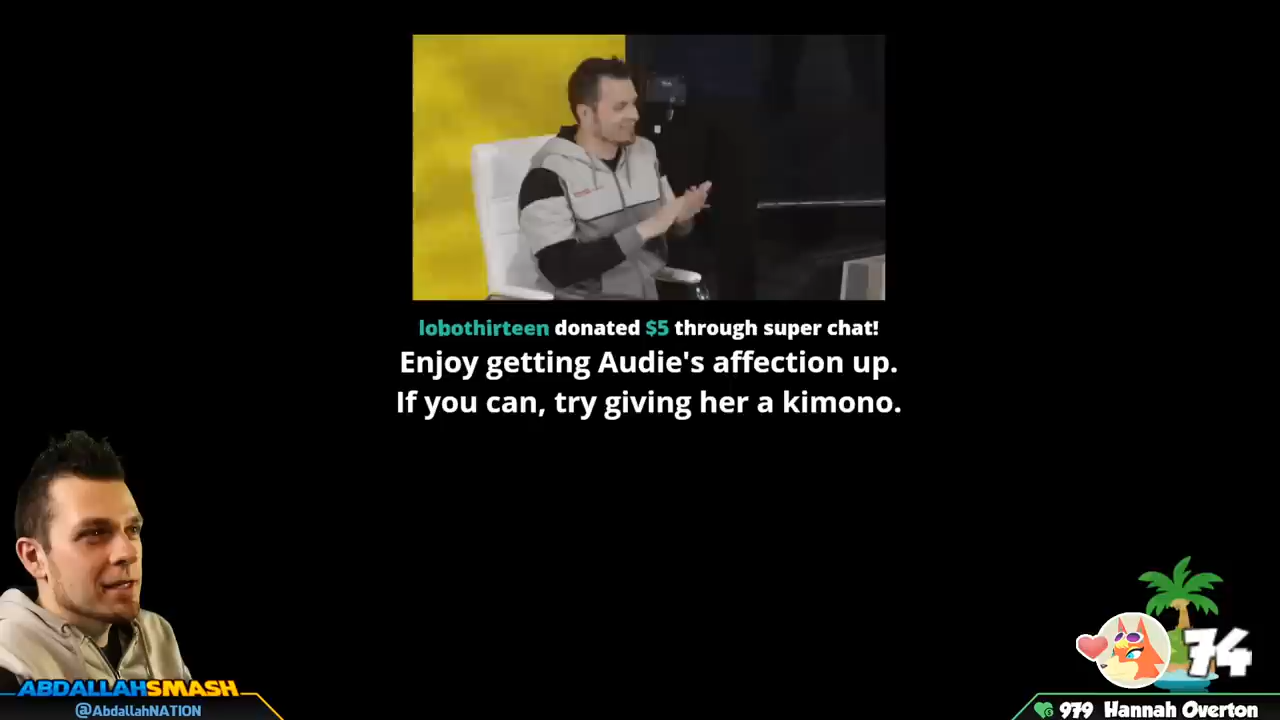 lobothirteen donated $5 through super chat!
Enjoy getting Audie's affection up.
If you can, try giving her a kimono.
74
ABDALLAHSMASH
@AbdallahNATION
979 Hannah Overton